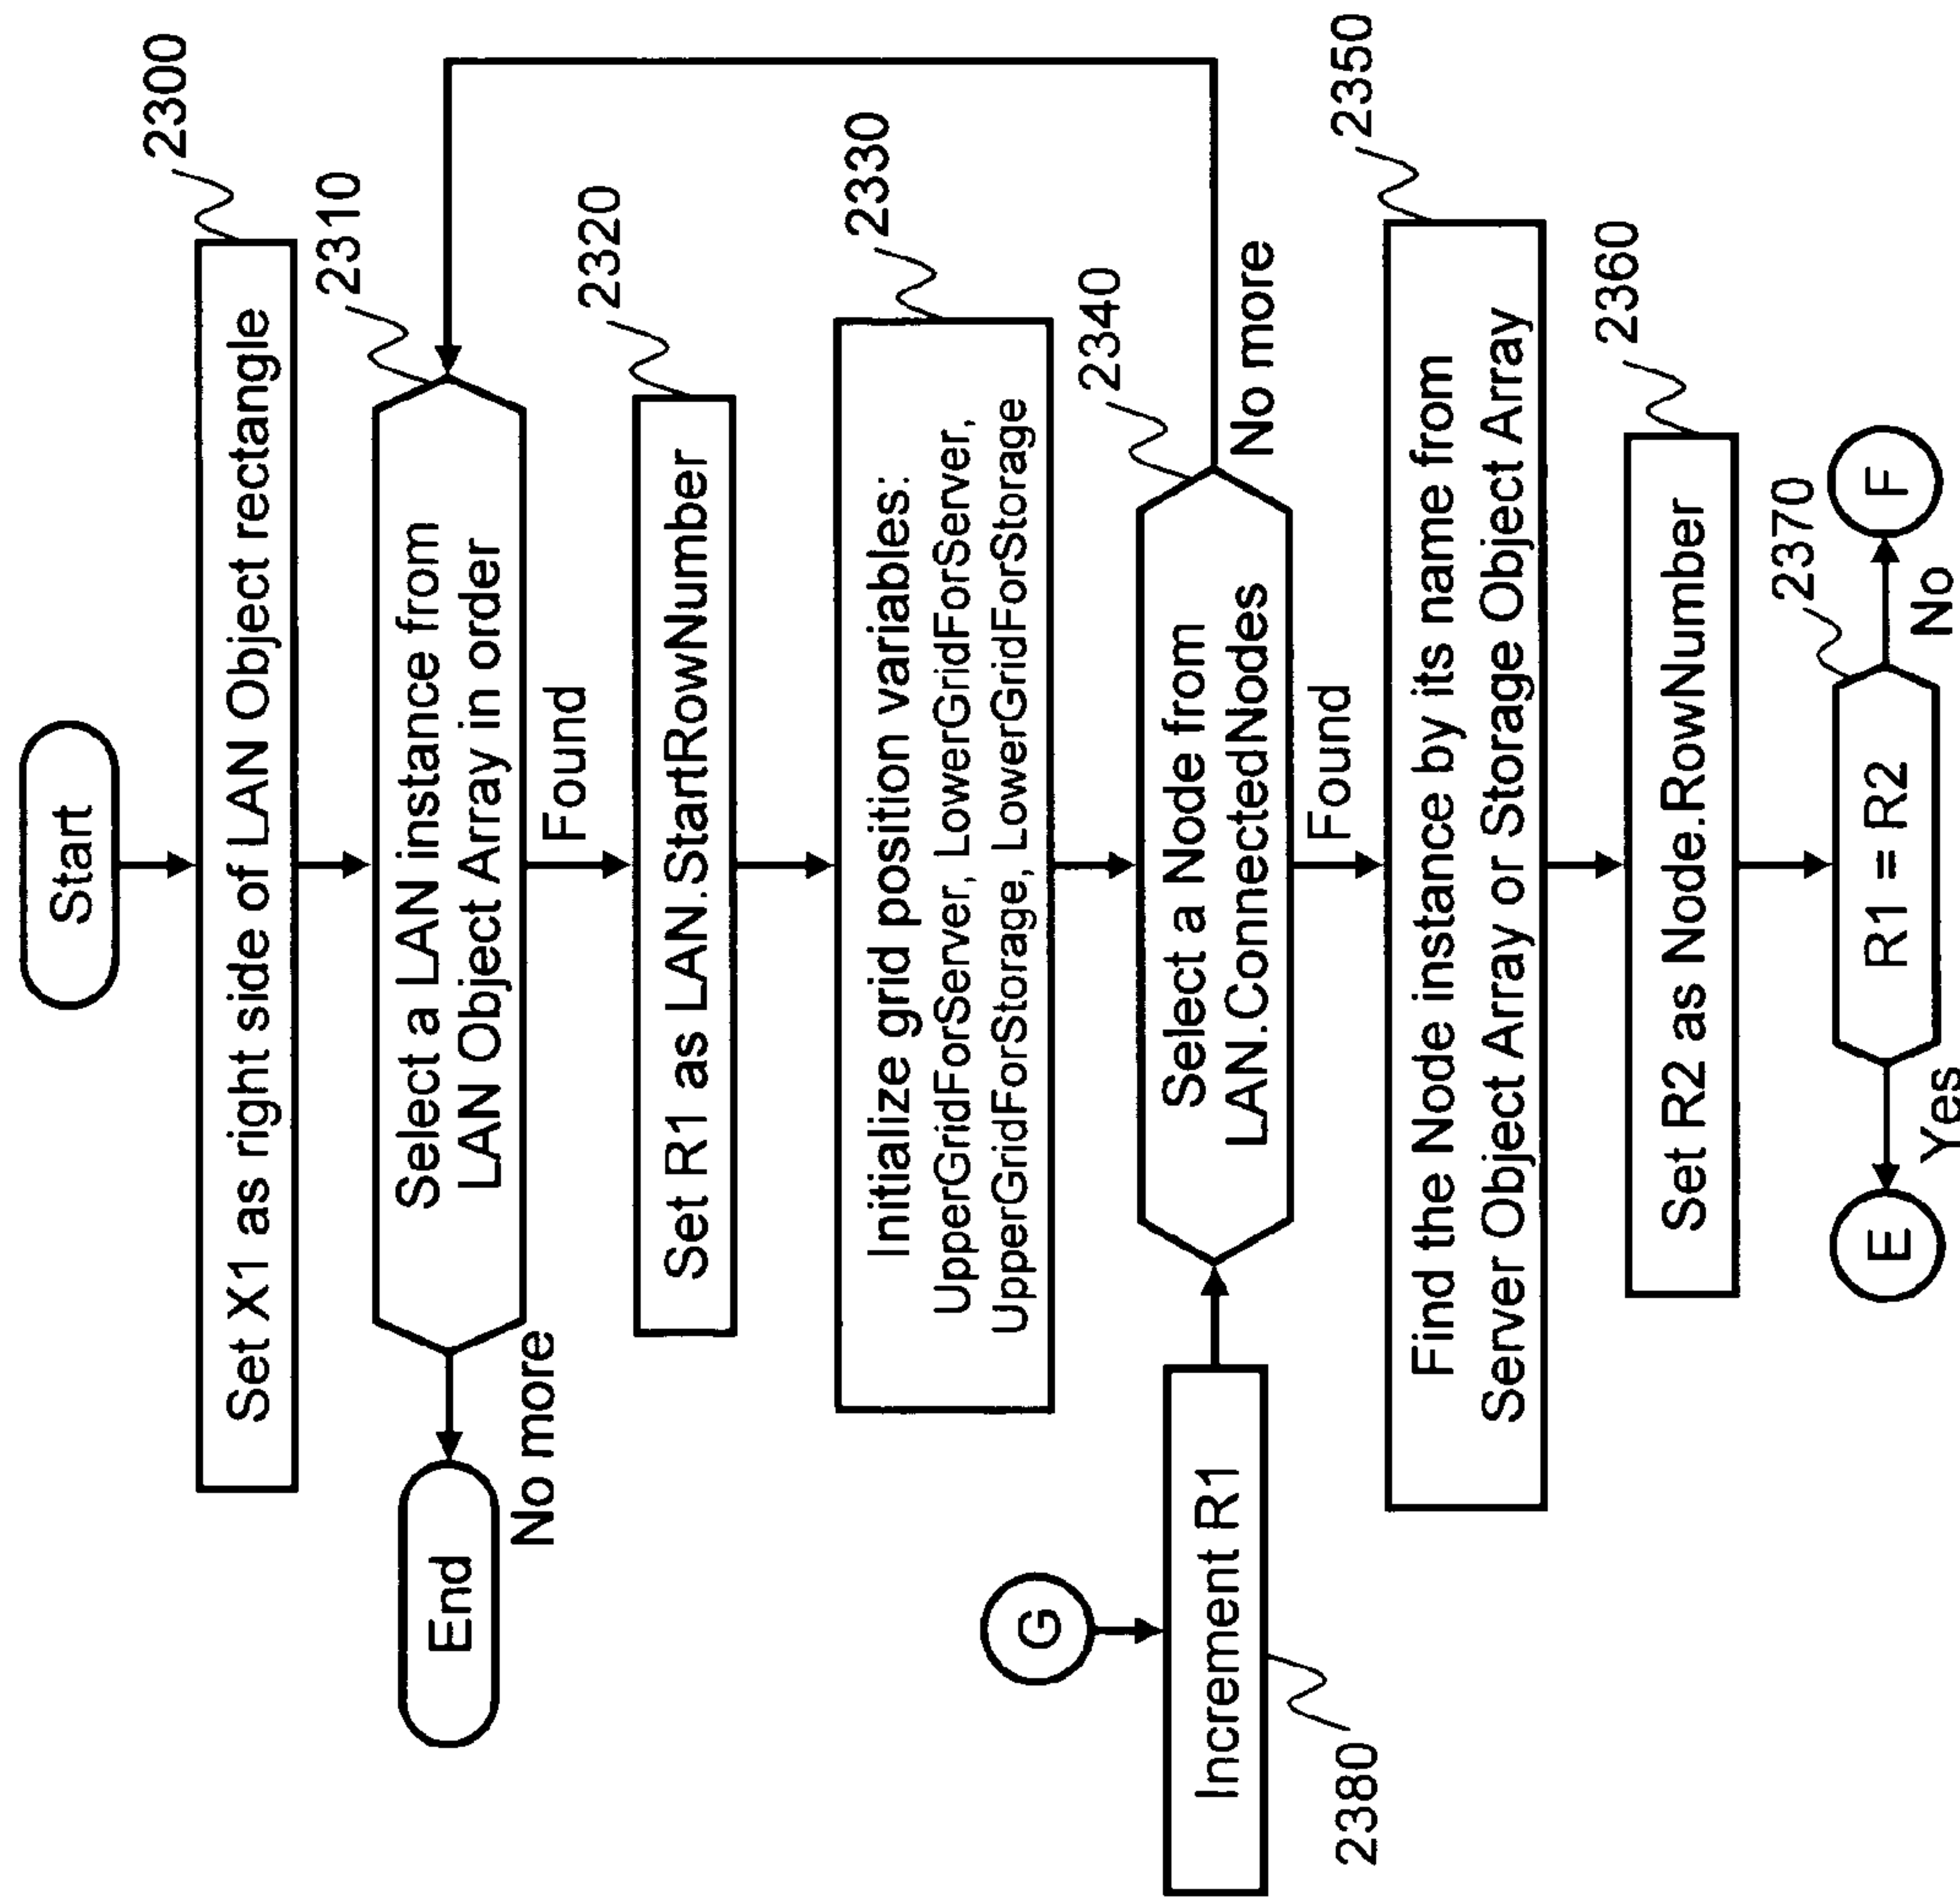 Start
2300
Set X1 as right side of LAN Object rectangle
2310
Select a LAN instance from
LAN Object Array in order
End
No more
Found
2320
Set R1 as LAN.StartRowNumber
2330
Initialize grid position variables:
UpperGridForServer, LowerGridForServer,
UpperGridForStorage, LowerGridForStorage
G
2340
Select a Node from
LAN.ConnectedNodes
No more
Increment R1
2380
Found
2350
Find the Node instance by its name from
Server Object Array or Storage Object Array
2360
Set R2 as Node.RowNumber
2370
R1 = R2
E
Yes
F
No